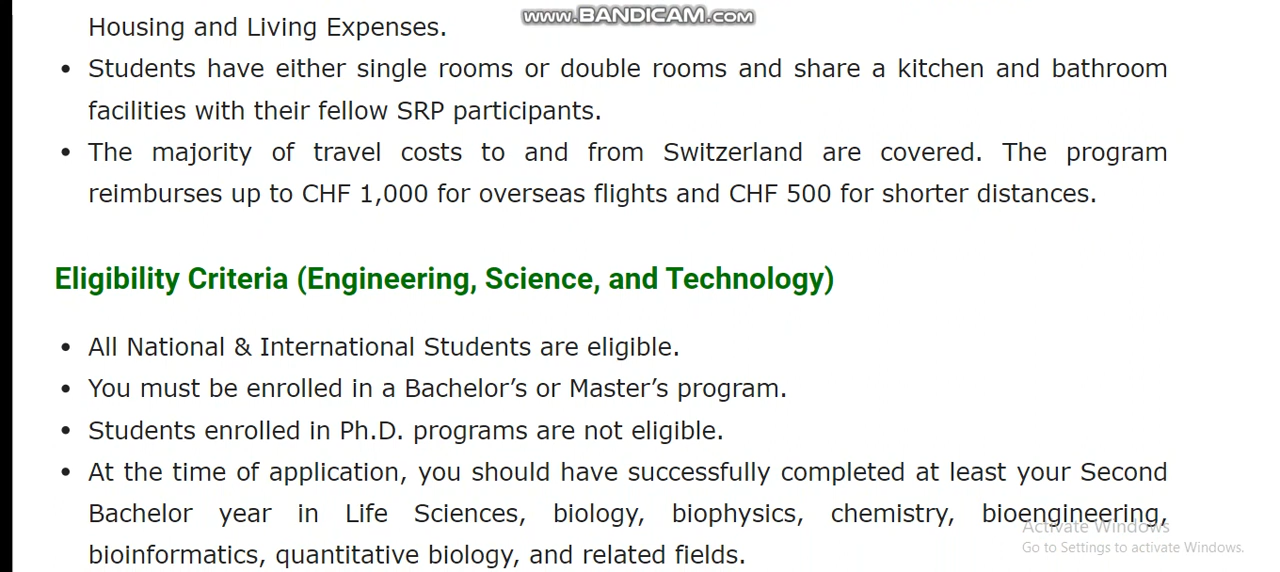 www.BANDICAM.com
Housing and Living Expenses.
• Students have either single rooms or double rooms and share a kitchen and bathroom
facilities with their fellow SRP participants.
• The majority of travel costs to and from Switzerland are covered. The program
reimburses up to CHF 1,000 for overseas flights and CHF 500 for shorter distances.
Eligibility Criteria (Engineering, Science, and Technology)
• All National & International Students are eligible.
• You must be enrolled in a Bachelor’s or Master’s program.
• Students enrolled in Ph.D. programs are not eligible.
• At the time of application, you should have successfully completed at least your Second
Bachelor year in Life Sciences, biology, biophysics, chemistry, bioengineering,
bioinformatics, quantitative biology, and related fields.
Activate Windows
Go to Settings to activate Windows.